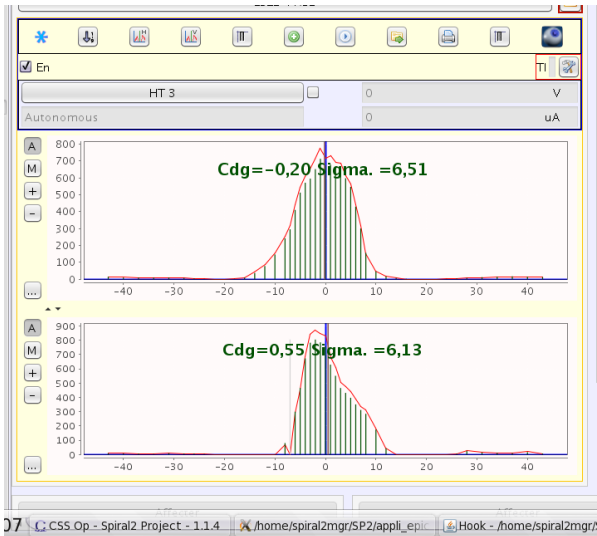 En
TI
HT 3
0
V
Autonomous
0
uA
A
M
+
-
...
800
700
600
500
400
300
200
100
0
Cdg=-0,20 Sigma. =6,51
-40 -30 -20 -10 0 10 20 30 40
A
M
+
-
...
900
800
700
600
500
400
300
200
100
0
Cdg=0,55 Sigma. =6,13
-40 -30 -20 -10 0 10 20 30 40
Affecter Affecter
07 CSS Op - Spiral2 Project - 1.1.4 /home/spiral2mgr/SP2/appli_epic Hook - /home/spiral2mgr/S